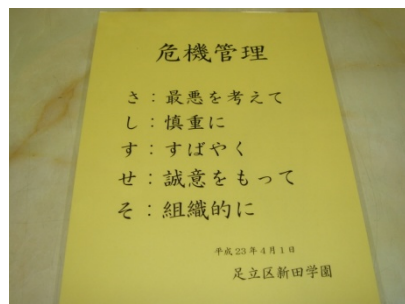 危機管理
さ：最悪を考えて
し：慎重に
す：すばやく
せ：誠意をもって
そ：組織的に
平成23年4月1日
足立区新田学園